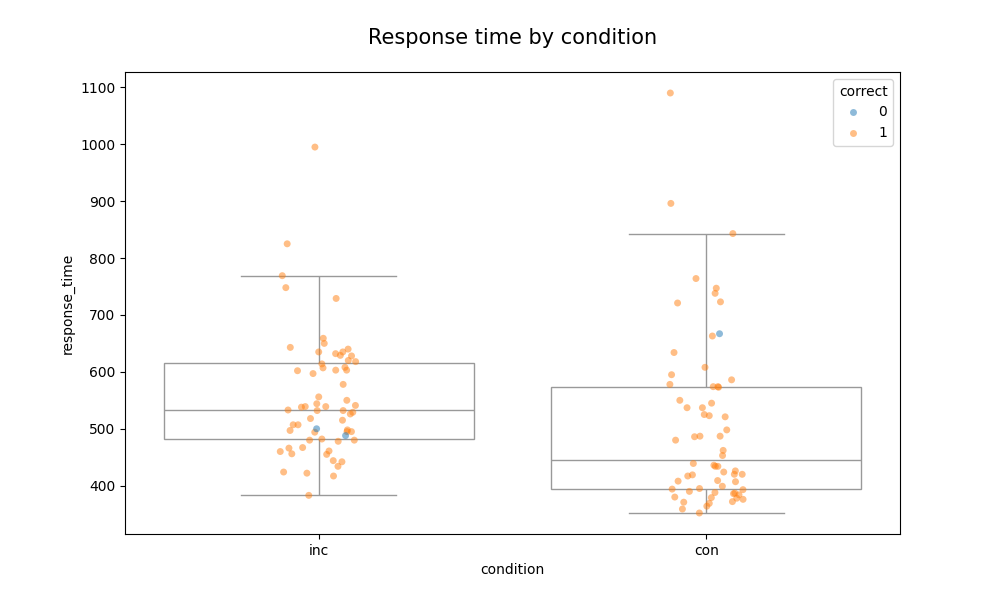 Response time by condition
correct
0
1
1100
1000
900
800
700
600
500
400
response_time
inc
con
condition